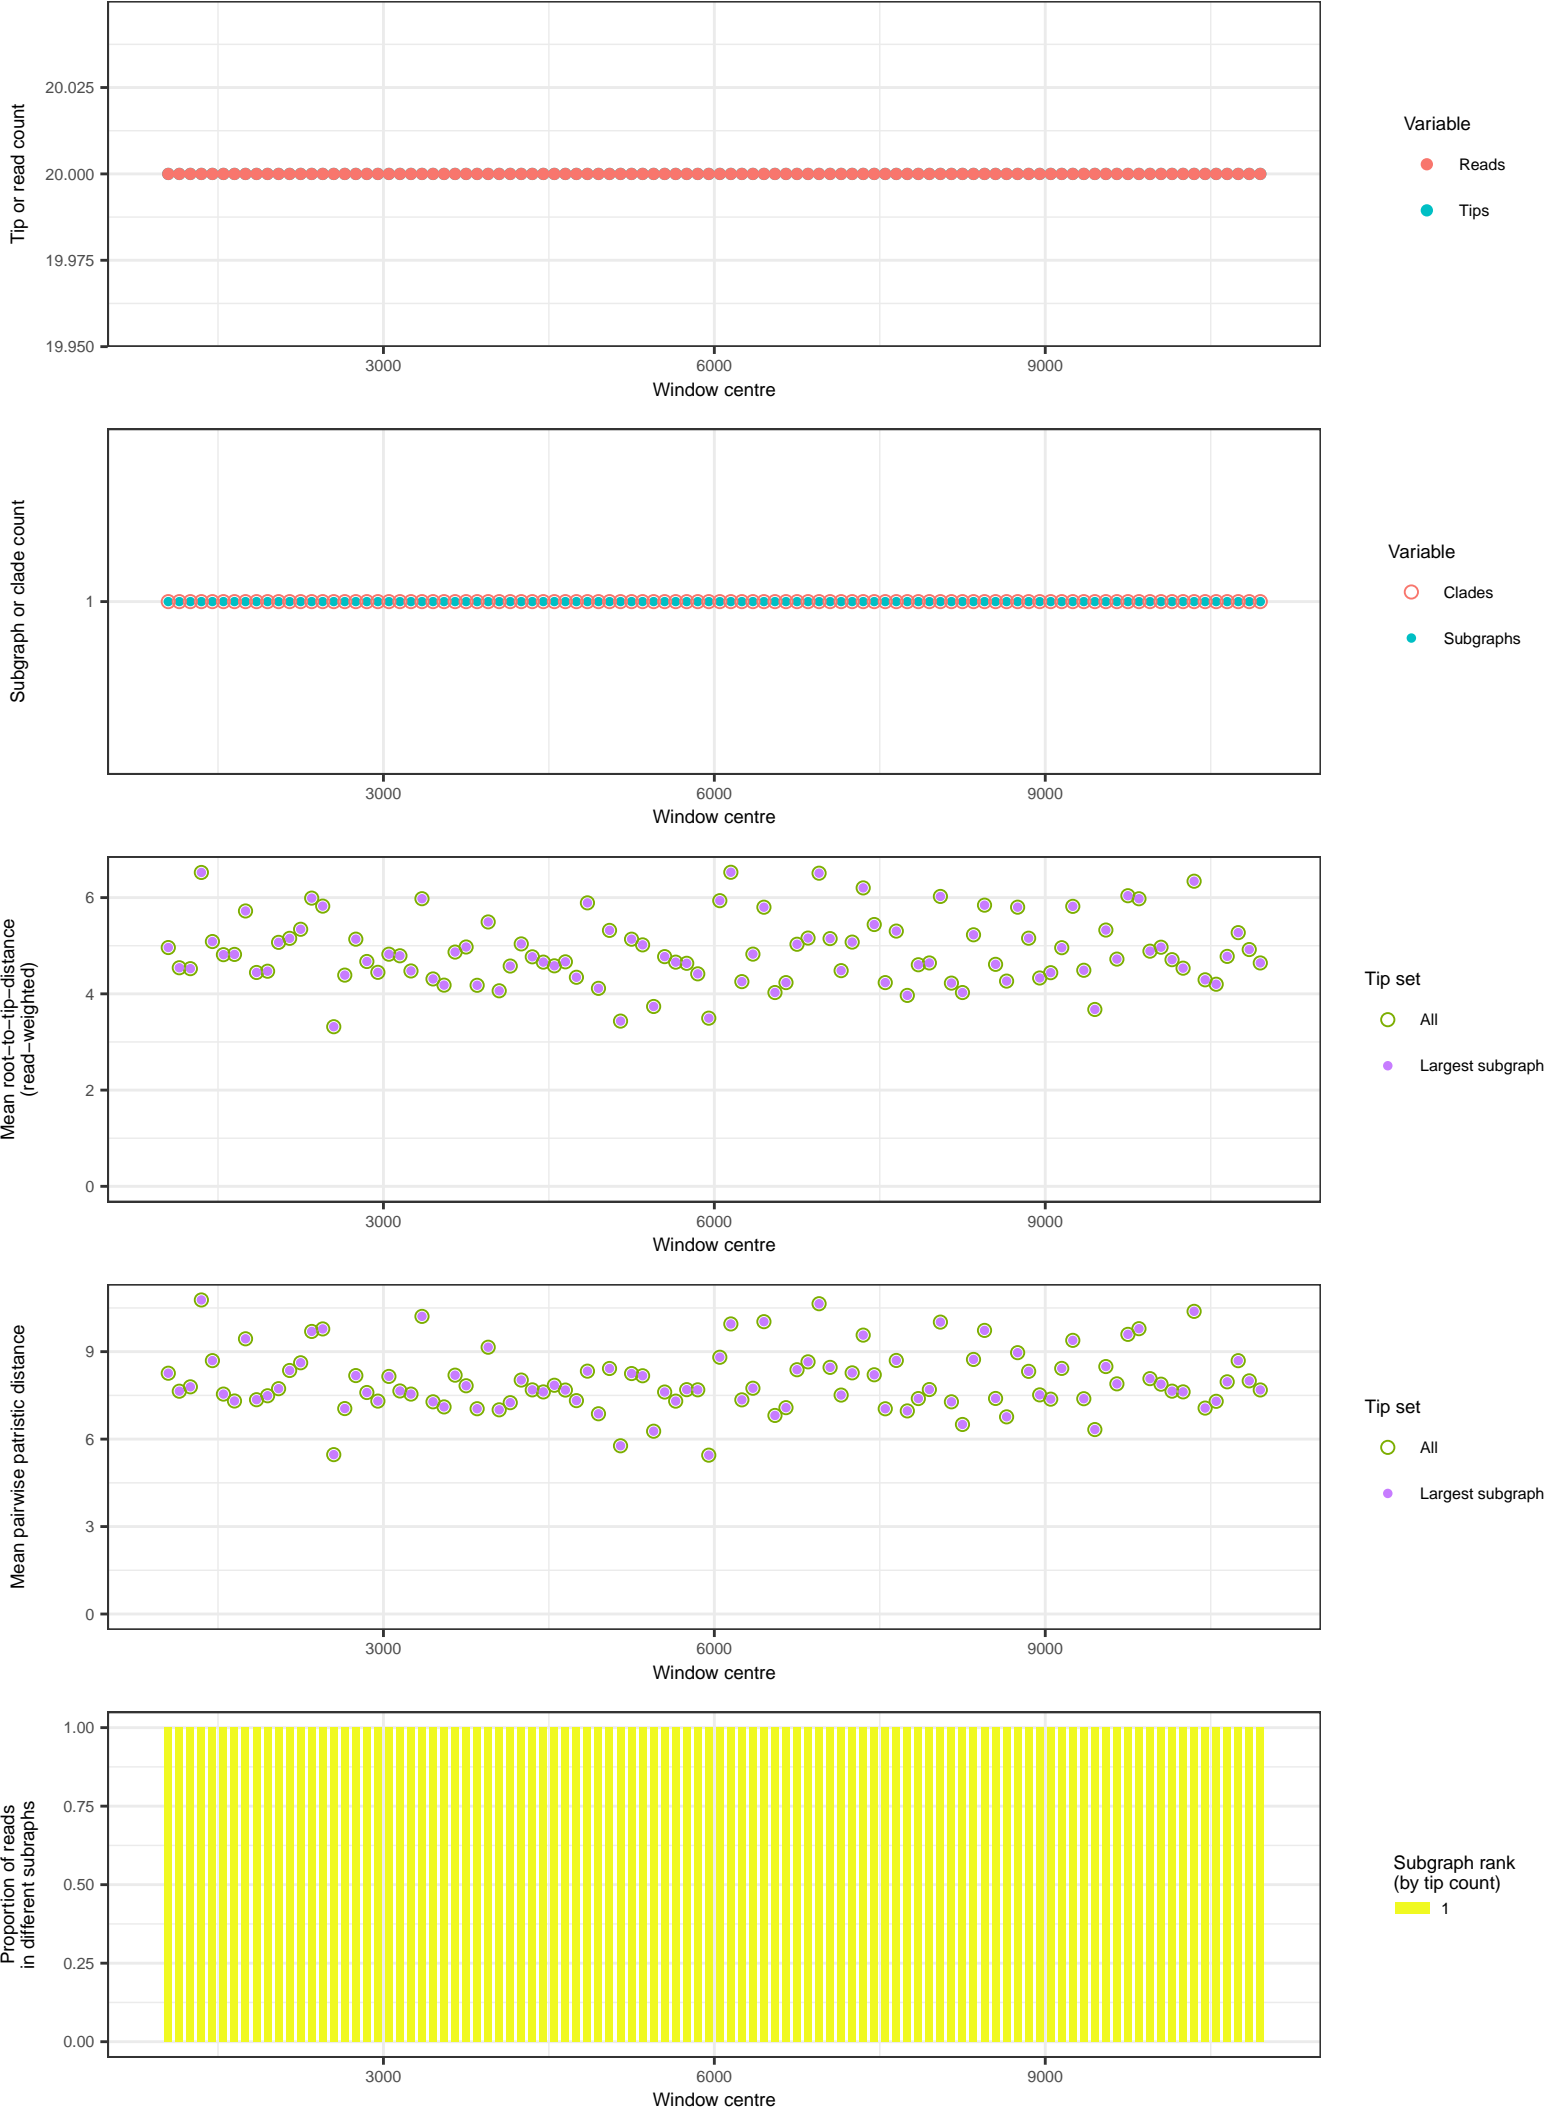 20.025
20.000
19.975
19.950
Tip or read count
3000 6000 9000
Window centre
Variable
Reads
Tips
1
Subgraph or clade count
3000 6000 9000
Window centre
Variable
Clades
Subgraphs
6
4
2
0
Mean root−to−tip−distance
(read−weighted)
3000 6000 9000
Window centre
Tip set
All
Largest subgraph
9
6
3
0
Mean pairwise patristic distance
3000 6000 9000
Window centre
Tip set
All
Largest subgraph
1.00
0.75
0.50
0.25
0.00
Proportion of reads
in different subraphs
3000 6000 9000
Window centre
Subgraph rank
(by tip count)
1